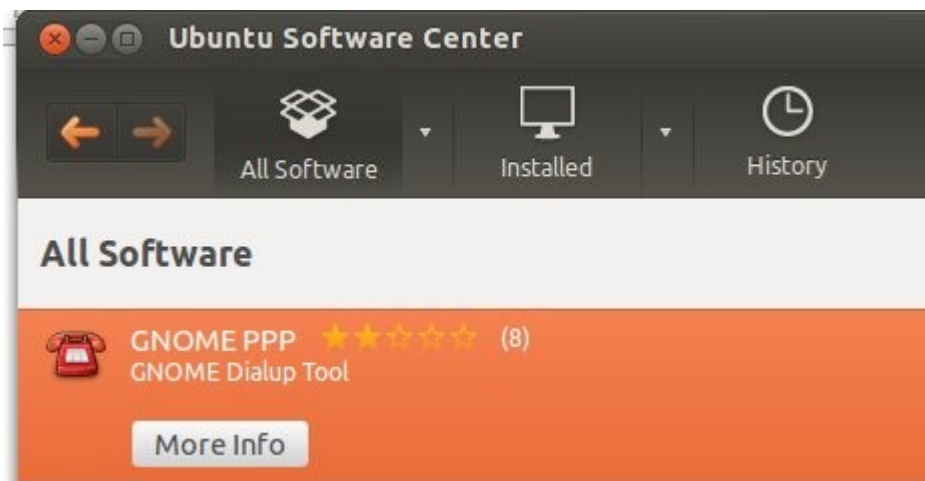 Ubuntu Software Center
All Software
Installed
History
All Software
GNOME PPP (8)
GNOME Dialup Tool
More Info